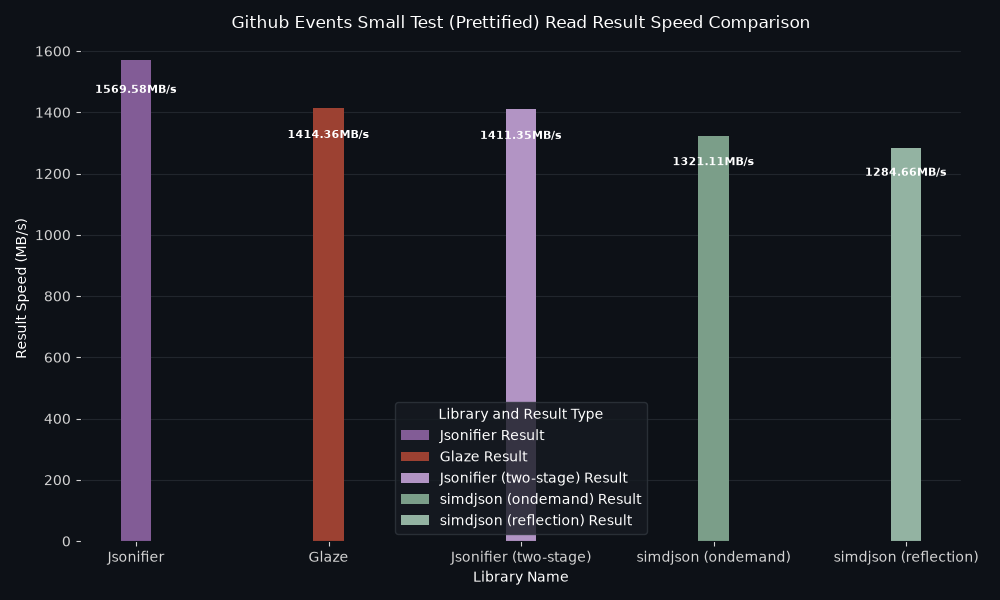 Github Events Small Test (Prettified) Read Result Speed Comparison
Result Speed (MB/s)
1600
1400
1200
1000
800
600
400
200
0
1569.58MB/s
1414.36MB/s
1411.35MB/s
1321.11MB/s
1284.66MB/s
Library and Result Type
Jsonifier Result
Glaze Result
Jsonifier (two-stage) Result
simdjson (ondemand) Result
simdjson (reflection) Result
Jsonifier
Glaze
Jsonifier (two-stage)
simdjson (ondemand)
simdjson (reflection)
Library Name